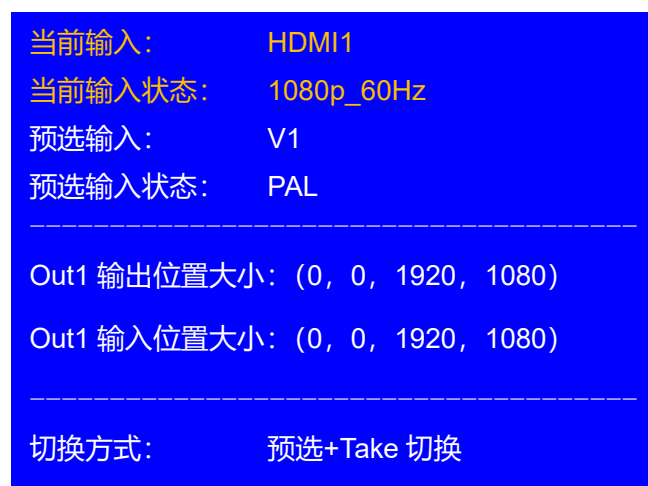 当前输入： HDMI1
当前输入状态： 1080p_60Hz
预选输入： V1
预选输入状态： PAL
Out1 输出位置大小：(0，0，1920，1080)
Out1 输入位置大小：(0，0，1920，1080)
切换方式： 预选+Take 切换